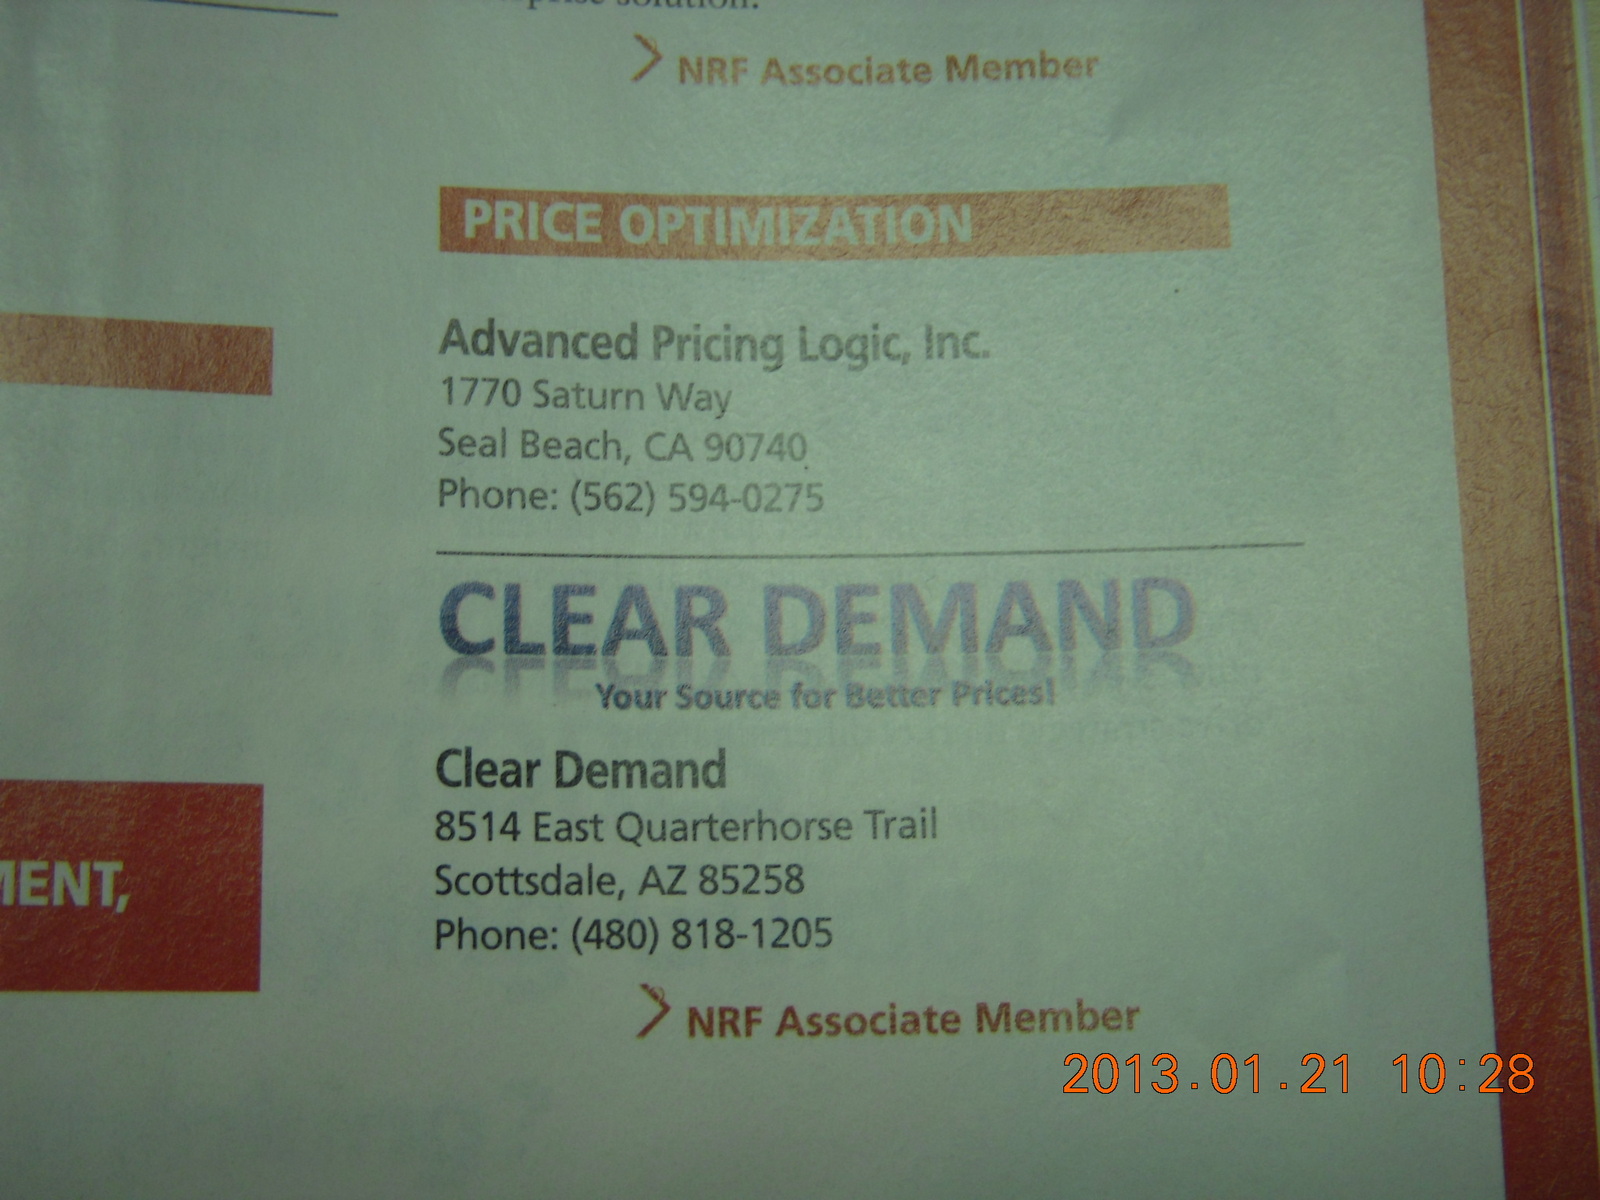 solution.
NRF Associate Member
PRICE OPTIMIZATION
Advanced Pricing Logic, Inc.
1770 Saturn Way
Seal Beach, CA 90740
Phone: (562) 594-0275
CLEAR DEMAND
Your Source for Better Prices!
Clear Demand
8514 East Quarterhorse Trail
Scottsdale, AZ 85258
Phone: (480) 818-1205
NRF Associate Member
MENT,
2013.01.21 10:28